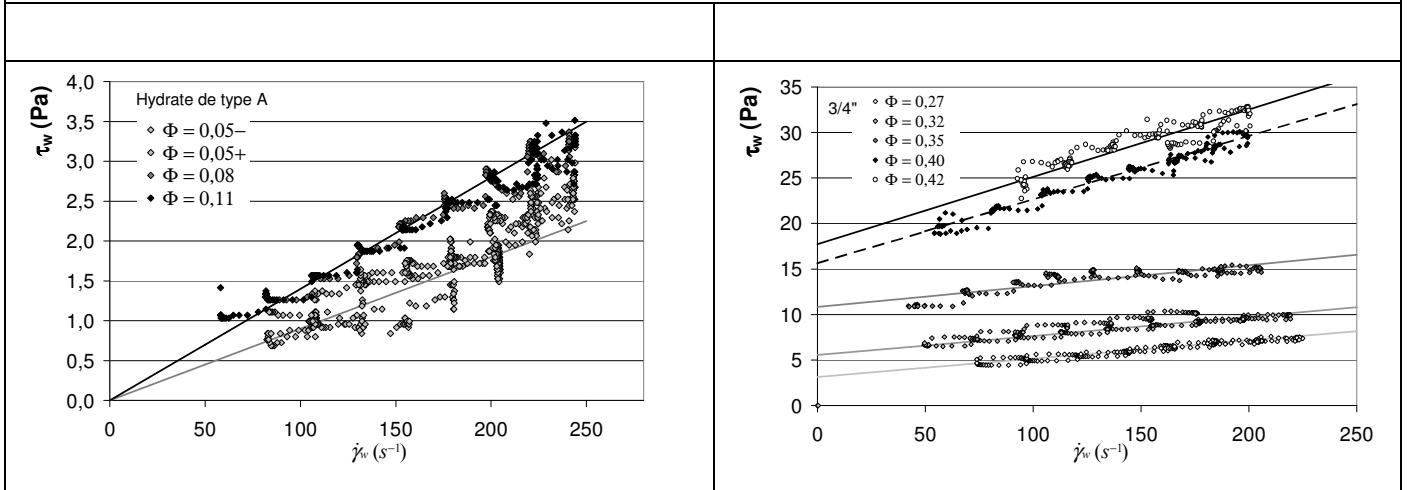 τw (Pa)
4,0
3,5
3,0
2,5
2,0
1,5
1,0
0,5
0,0
Hydrate de type A
Φ = 0,05−
Φ = 0,05+
Φ = 0,08
Φ = 0,11
0 50 100 150 200 250
γ̇w (s⁻¹)
τw (Pa)
35
30
25
20
15
10
5
0
3/4"
Φ = 0,27
Φ = 0,32
Φ = 0,35
Φ = 0,40
Φ = 0,42
0 50 100 150 200 250
γ̇w (s⁻¹)